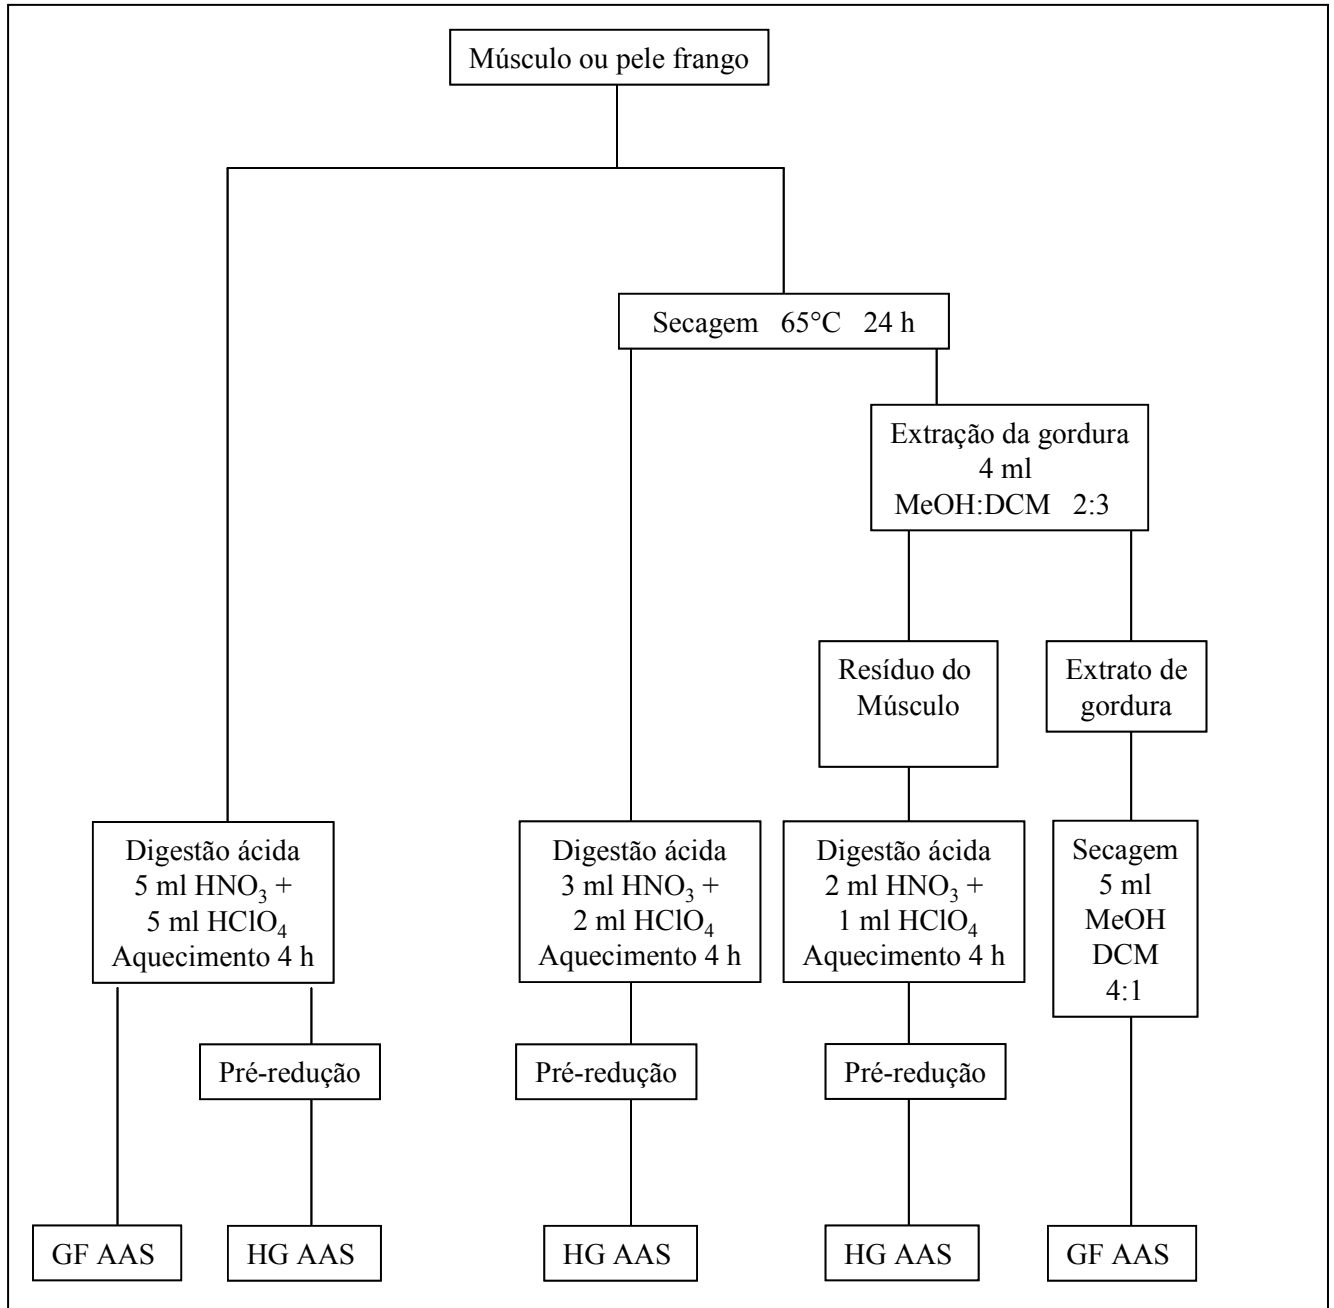 Músculo ou pele frango
Secagem 65°C 24 h
Extração da gordura
4 ml
MeOH:DCM 2:3
Resíduo do
Músculo
Extrato de
gordura
Digestão ácida
5 ml HNO₃ +
5 ml HClO₄
Aquecimento 4 h
Digestão ácida
3 ml HNO₃ +
2 ml HClO₄
Aquecimento 4 h
Digestão ácida
2 ml HNO₃ +
1 ml HClO₄
Aquecimento 4 h
Secagem
5 ml
MeOH
DCM
4:1
Pré-redução
Pré-redução
Pré-redução
GF AAS
HG AAS
HG AAS
HG AAS
GF AAS